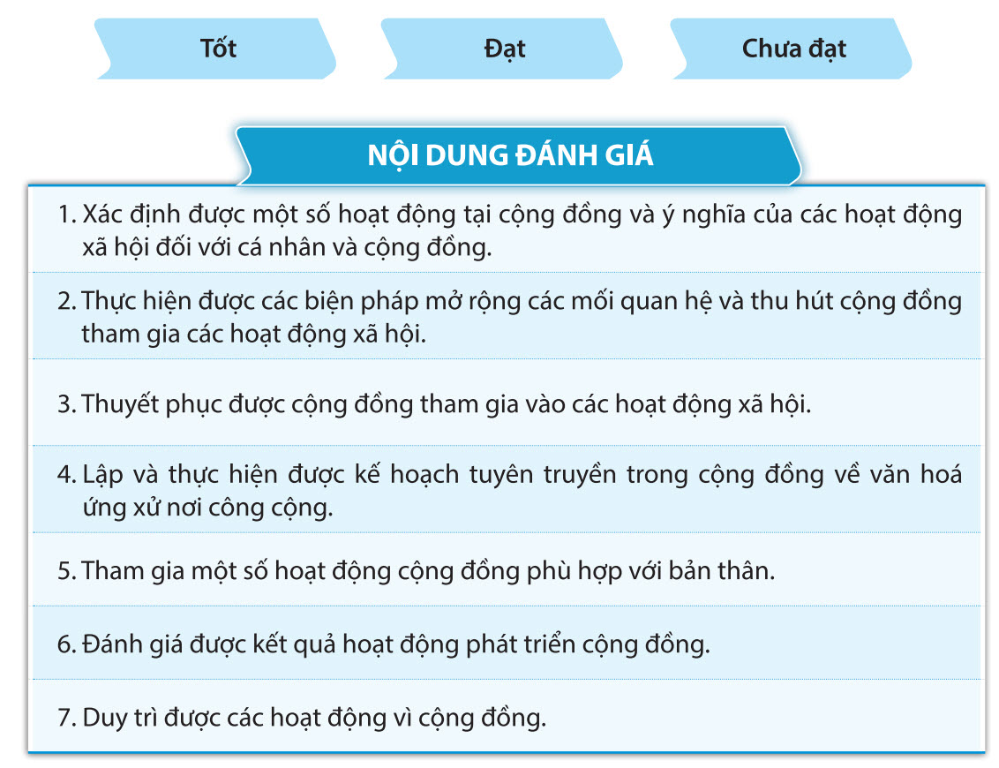 Tốt
Đạt
Chưa đạt
NỘI DUNG ĐÁNH GIÁ
1. Xác định được một số hoạt động tại cộng đồng và ý nghĩa của các hoạt động
xã hội đối với cá nhân và cộng đồng.
2. Thực hiện được các biện pháp mở rộng các mối quan hệ và thu hút cộng đồng
tham gia các hoạt động xã hội.
3. Thuyết phục được cộng đồng tham gia vào các hoạt động xã hội.
4. Lập và thực hiện được kế hoạch tuyên truyền trong cộng đồng về văn hoá
ứng xử nơi công cộng.
5. Tham gia một số hoạt động cộng đồng phù hợp với bản thân.
6. Đánh giá được kết quả hoạt động phát triển cộng đồng.
7. Duy trì được các hoạt động vì cộng đồng.